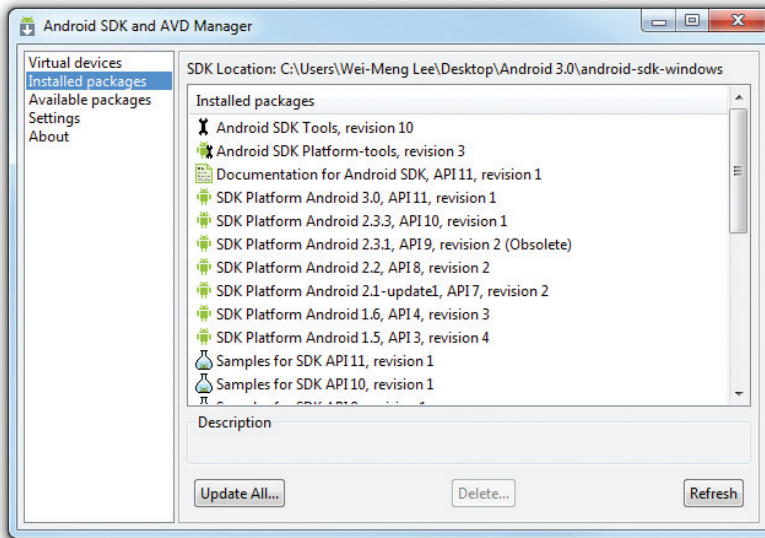 Android SDK and AVD Manager
Virtual devices
Installed packages
Available packages
Settings
About
SDK Location: C:\Users\Wei-Meng Lee\Desktop\Android 3.0\android-sdk-windows
Installed packages
Android SDK Tools, revision 10
Android SDK Platform-tools, revision 3
Documentation for Android SDK, API 11, revision 1
SDK Platform Android 3.0, API 11, revision 1
SDK Platform Android 2.3.3, API 10, revision 1
SDK Platform Android 2.3.1, API 9, revision 2 (Obsolete)
SDK Platform Android 2.2, API 8, revision 2
SDK Platform Android 2.1-update1, API 7, revision 2
SDK Platform Android 1.6, API 4, revision 3
SDK Platform Android 1.5, API 3, revision 4
Samples for SDK API 11, revision 1
Samples for SDK API 10, revision 1
Description
Update All...
Delete...
Refresh